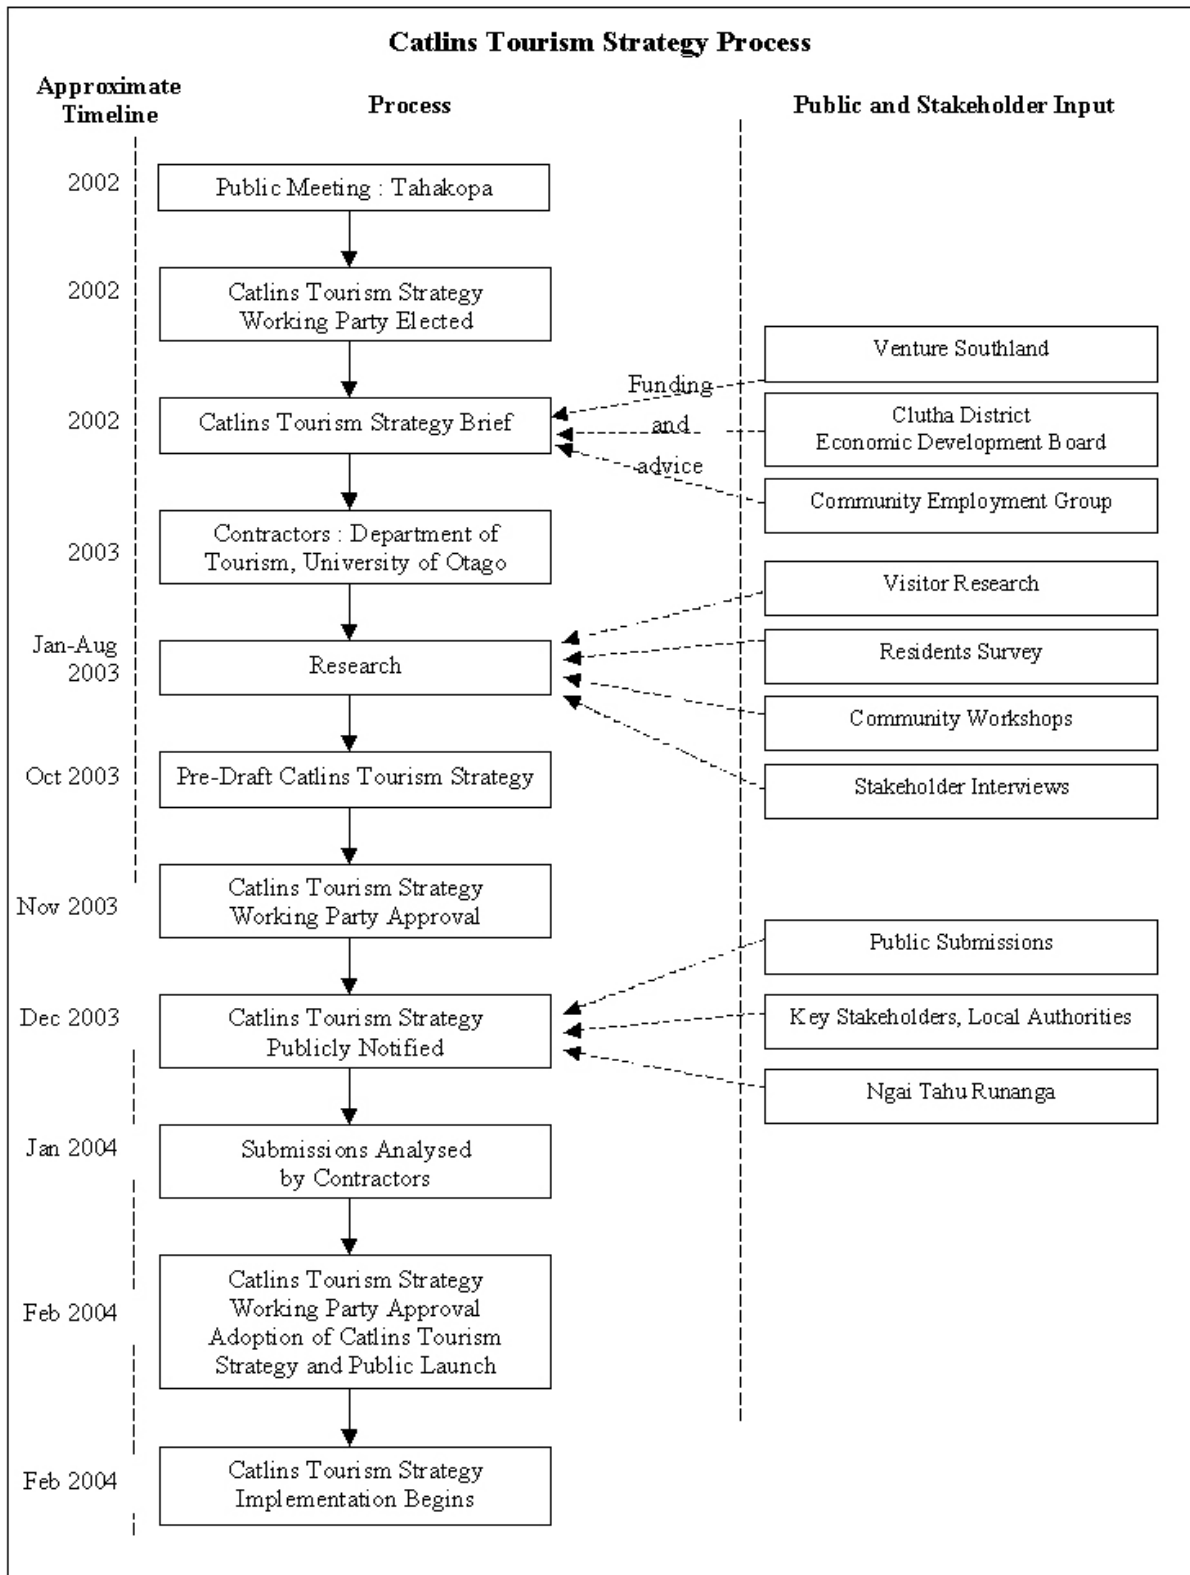 Catlins Tourism Strategy Process
Approximate
Timeline
Process
Public and Stakeholder Input
2002
Public Meeting : Tahakopa
2002
Catlins Tourism Strategy
Working Party Elected
Venture Southland
Funding
2002
Catlins Tourism Strategy Brief
and
Clutha District
Economic Development Board
advice
Community Employment Group
2003
Contractors : Department of
Tourism, University of Otago
Visitor Research
Jan-Aug
2003
Research
Residents Survey
Community Workshops
Oct 2003
Pre-Draft Catlins Tourism Strategy
Stakeholder Interviews
Nov 2003
Catlins Tourism Strategy
Working Party Approval
Public Submissions
Dec 2003
Catlins Tourism Strategy
Publicly Notified
Key Stakeholders, Local Authorities
Ngai Tahu Runanga
Jan 2004
Submissions Analysed
by Contractors
Feb 2004
Catlins Tourism Strategy
Working Party Approval
Adoption of Catlins Tourism
Strategy and Public Launch
Feb 2004
Catlins Tourism Strategy
Implementation Begins